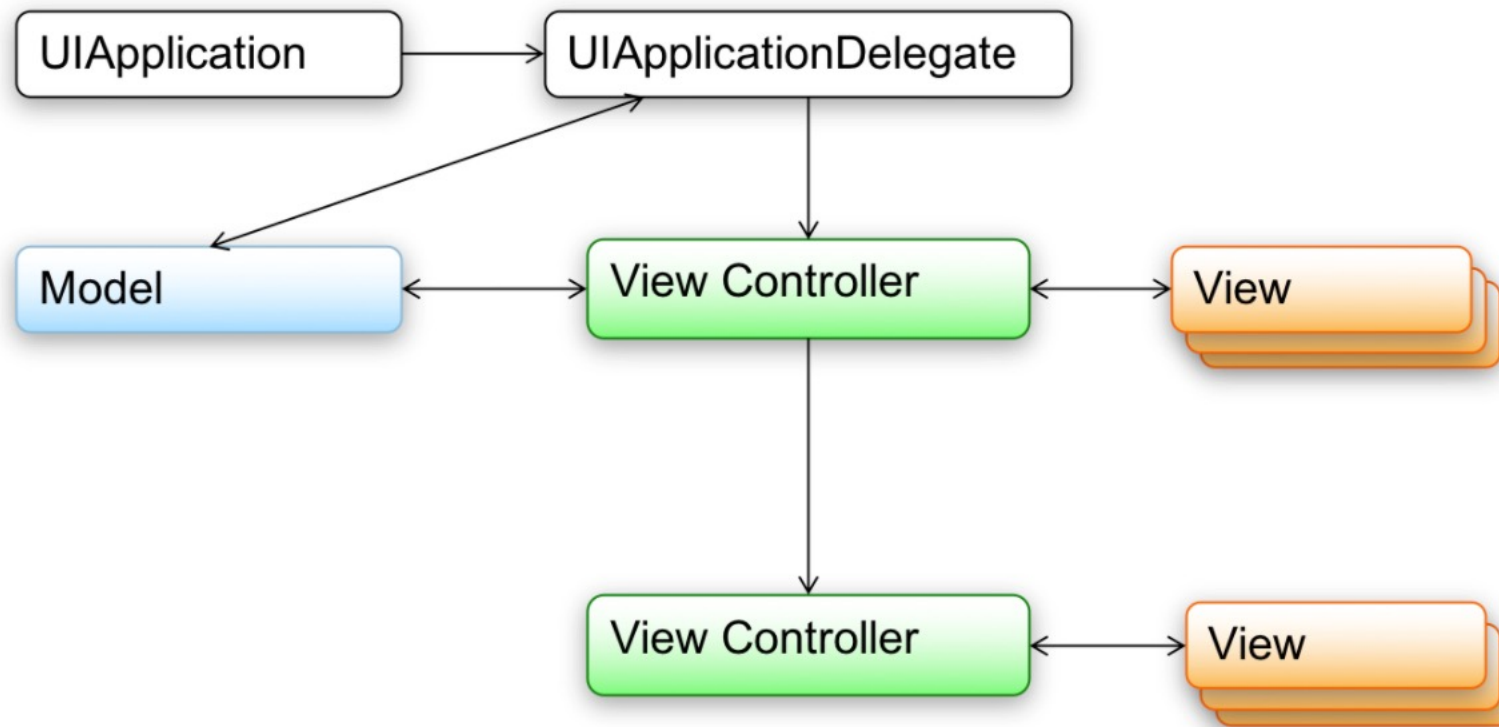 UIApplication
UIApplicationDelegate
Model
View Controller
View
View Controller
View